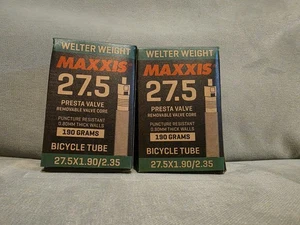 WELTER WEIGHT
MAXXIS
27.5
PRESTA VALVE
REMOVABLE VALVE CORE
PUNCTURE RESISTANT
0.80MM THICK WALLS
190 GRAMS
BICYCLE TUBE
27.5X1.90/2.35
WELTER WEIGHT
MAXXIS
27.5
PRESTA VALVE
REMOVABLE VALVE CORE
PUNCTURE RESISTANT
0.80MM THICK WALLS
190 GRAMS
BICYCLE TUBE
27.5X1.90/2.35